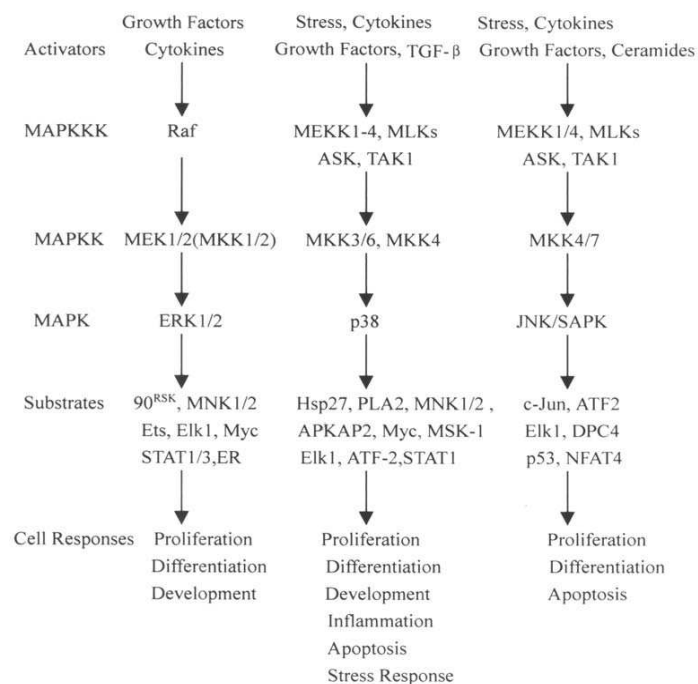 Growth Factors Stress, Cytokines Stress, Cytokines
Activators Cytokines Growth Factors, TGF-β Growth Factors, Ceramides
MAPKKK Raf MEKK1-4, MLKs MEKK1/4, MLKs
ASK, TAK1 ASK, TAK1
MAPKK MEK1/2(MKK1/2) MKK3/6, MKK4 MKK4/7
MAPK ERK1/2 p38 JNK/SAPK
Substrates 90ᴿˢᴷ, MNK1/2 Hsp27, PLA2, MNK1/2 , c-Jun, ATF2
Ets, Elk1, Myc APKAP2, Myc, MSK-1 Elk1, DPC4
STAT1/3,ER Elk1, ATF-2,STAT1 p53, NFAT4
Cell Responses Proliferation Proliferation Proliferation
Differentiation Differentiation Differentiation
Development Development Apoptosis
Inflammation
Apoptosis
Stress Response